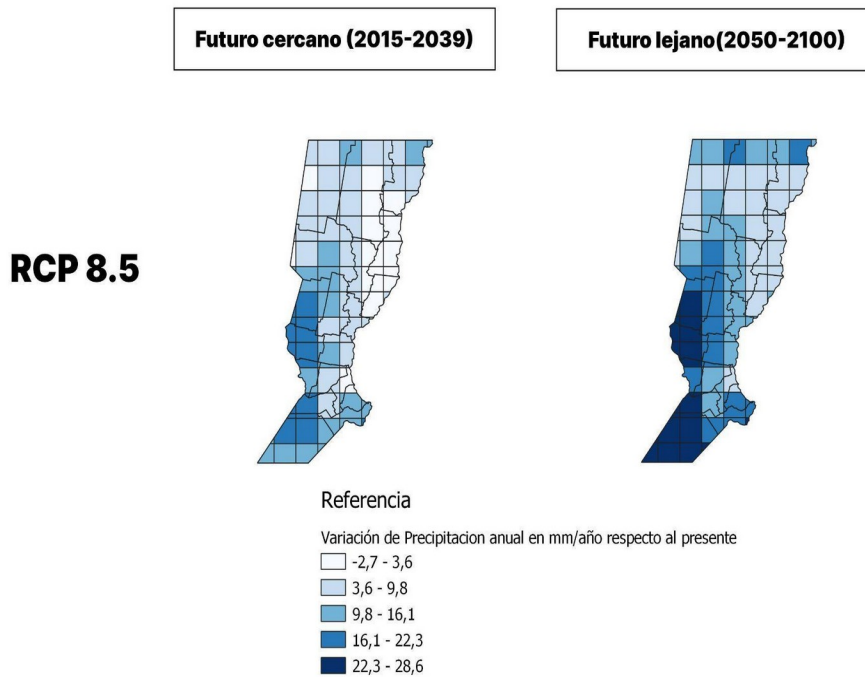 Futuro cercano (2015-2039)
Futuro lejano(2050-2100)
RCP 8.5
Referencia
Variación de Precipitacion anual en mm/año respecto al presente
-2,7 - 3,6
3,6 - 9,8
9,8 - 16,1
16,1 - 22,3
22,3 - 28,6